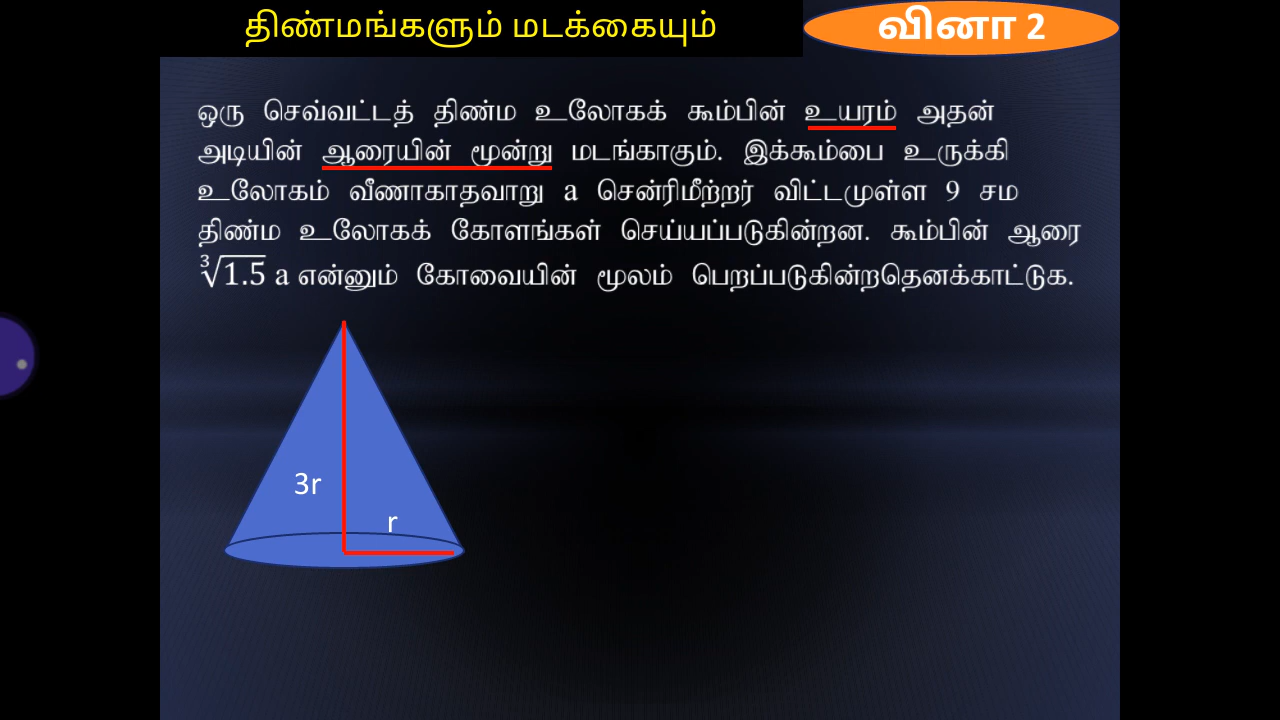 திண்மங்களும் மடக்கையும்
வினா 2
ஒரு செவ்வட்டத் திண்ம உலோகக் கூம்பின் உயரம் அதன்
அடியின் ஆரையின் மூன்று மடங்காகும். இக்கூம்பை உருக்கி
உலோகம் வீணாகாதவாறு a சென்ரிமீற்றர் விட்டமுள்ள 9 சம
திண்ம உலோகக் கோளங்கள் செய்யப்படுகின்றன. கூம்பின் ஆரை
∛1.5 a என்னும் கோவையின் மூலம் பெறப்படுகின்றதெனக்காட்டுக.
3r
r